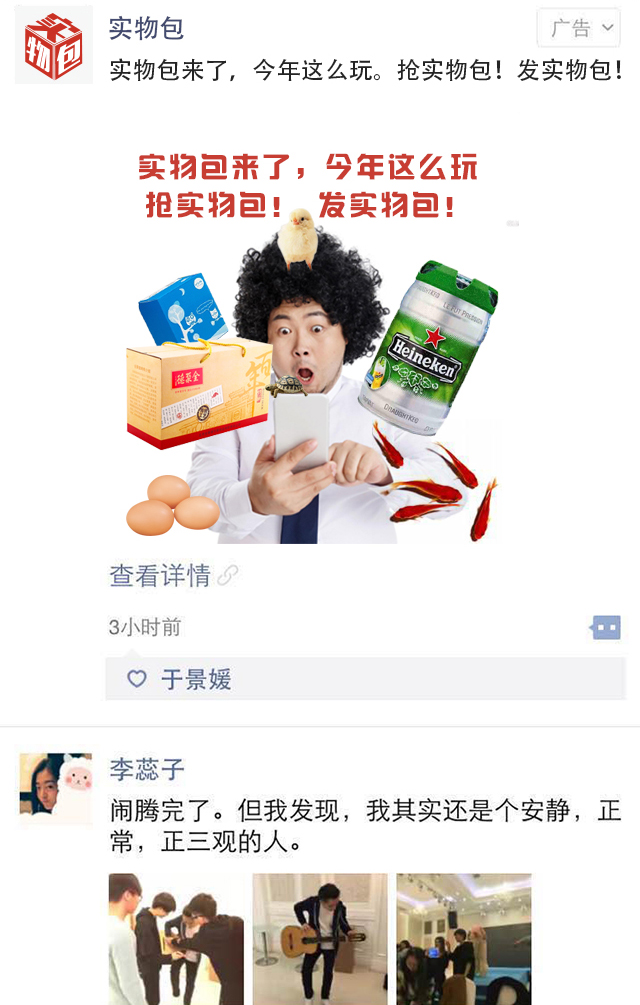 实物包
实物包
广告
实物包来了，今年这么玩。抢实物包！发实物包！
实物包来了，今年这么玩
抢实物包！ 发实物包！
Heineken
DRAUGHTKEG
查看详情
3小时前
于景媛
李蕊子
闹腾完了。但我发现，我其实还是个安静，正
常，正三观的人。